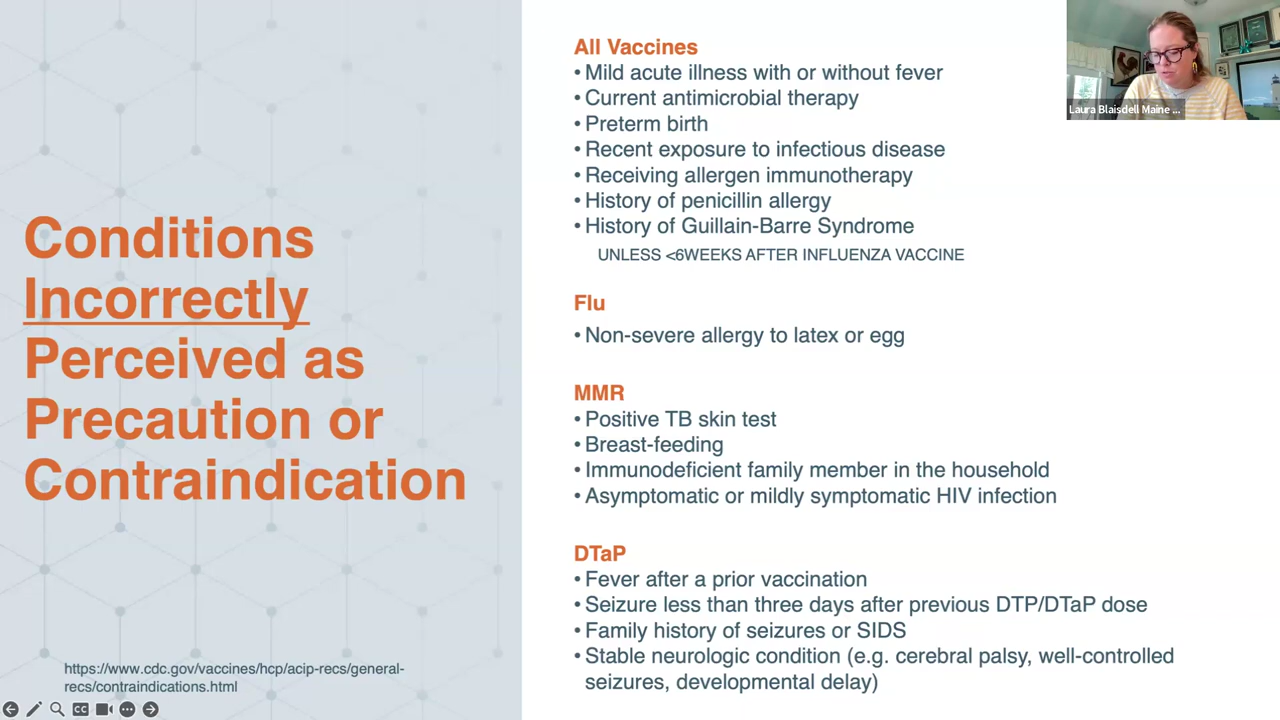 Conditions
Incorrectly
Perceived as
Precaution or
Contraindication
https://www.cdc.gov/vaccines/hcp/acip-recs/general-
recs/contraindications.html
All Vaccines
• Mild acute illness with or without fever
• Current antimicrobial therapy
• Preterm birth
• Recent exposure to infectious disease
• Receiving allergen immunotherapy
• History of penicillin allergy
• History of Guillain-Barre Syndrome
UNLESS <6WEEKS AFTER INFLUENZA VACCINE
Flu
• Non-severe allergy to latex or egg
MMR
• Positive TB skin test
• Breast-feeding
• Immunodeficient family member in the household
• Asymptomatic or mildly symptomatic HIV infection
DTaP
• Fever after a prior vaccination
• Seizure less than three days after previous DTP/DTaP dose
• Family history of seizures or SIDS
• Stable neurologic condition (e.g. cerebral palsy, well-controlled
seizures, developmental delay)
Laura Blaisdell Maine ...
CC